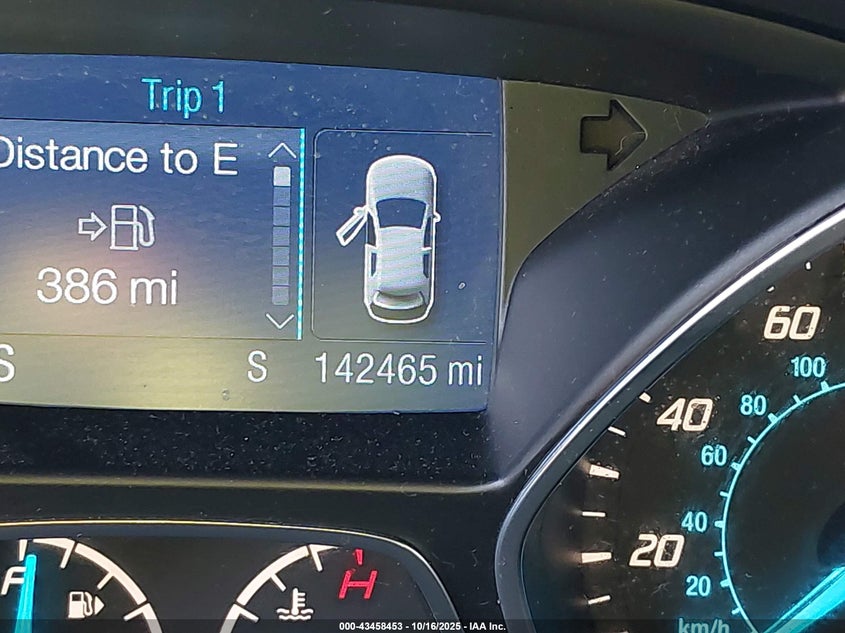 Trip 1
Distance to E
386 mi
S
S
142465 mi
60
100
40
80
60
40
20
20
km/h
F
H
000-43458453 - 10/16/2025 - IAA Inc.